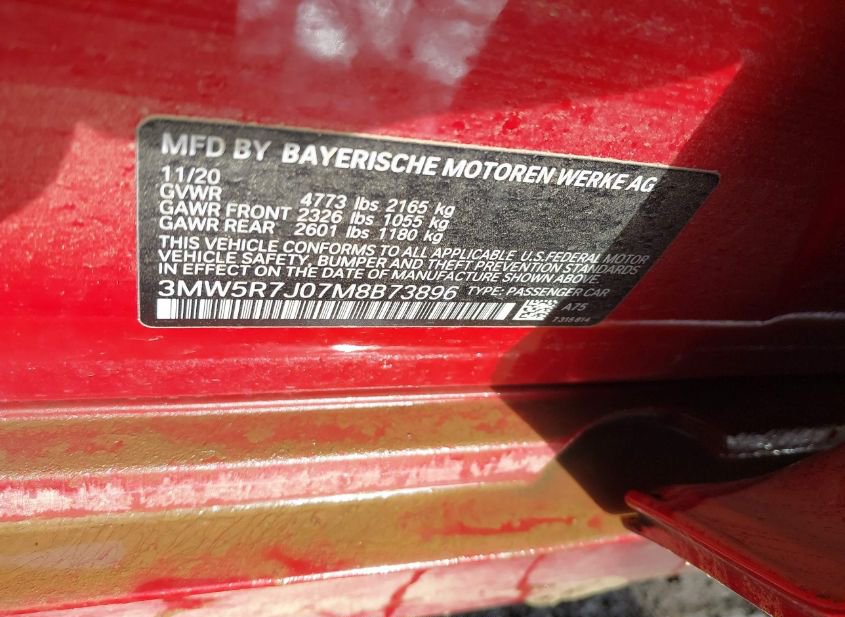 MFD BY BAYERISCHE MOTOREN WERKE AG
11/20
GVWR 4773 lbs 2165 kg
GAWR FRONT 2326 lbs 1055 kg
GAWR REAR 2601 lbs 1180 kg
THIS VEHICLE CONFORMS TO ALL APPLICABLE U.S.FEDERAL MOTOR
VEHICLE SAFETY, BUMPER AND THEFT PREVENTION STANDARDS
IN EFFECT ON THE DATE OF MANUFACTURE SHOWN ABOVE.
3MW5R7J07M8B73896 TYPE: PASSENGER CAR
A75
7315814